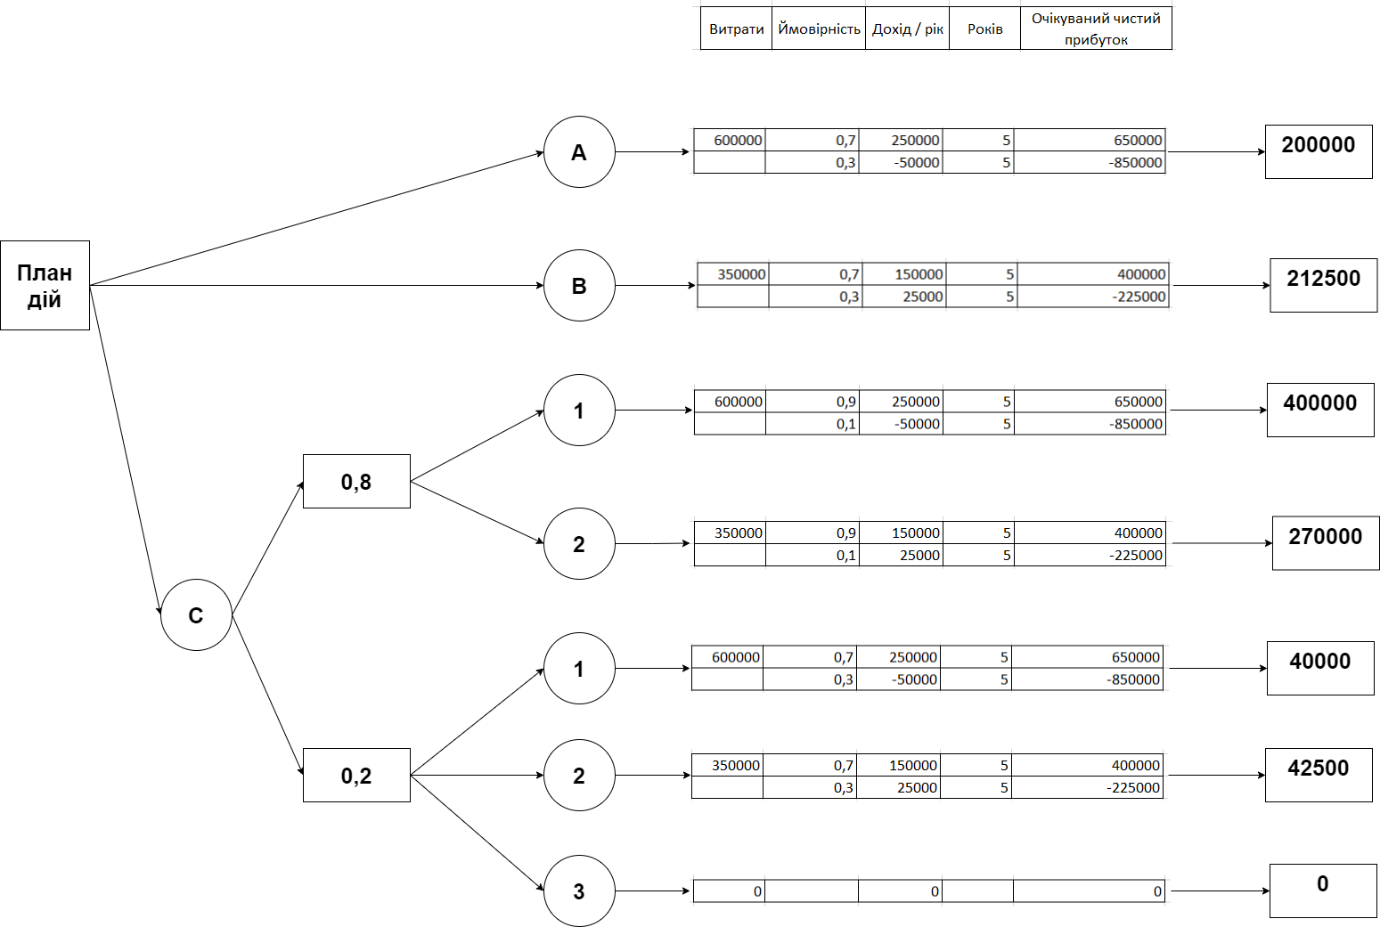 Витрати Ймовірність Дохід / рік Років Очікуваний чистий
прибуток
A
600000 0,7 250000 5 650000
0,3 -50000 5 -850000
200000
План
дій
B
350000 0,7 150000 5 400000
0,3 25000 5 -225000
212500
1
600000 0,9 250000 5 650000
0,1 -50000 5 -850000
400000
0,8
2
350000 0,9 150000 5 400000
0,1 25000 5 -225000
270000
C
1
600000 0,7 250000 5 650000
0,3 -50000 5 -850000
40000
0,2
2
350000 0,7 150000 5 400000
0,3 25000 5 -225000
42500
3
0 0 0
0